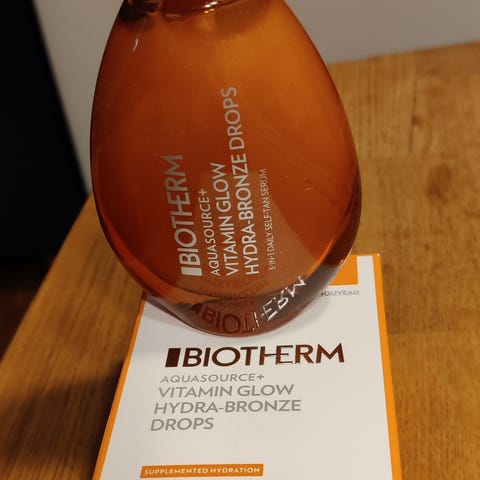 BIOTHERM
AQUASOURCE+
VITAMIN GLOW
HYDRA-BRONZE DROPS
3-IN-1 DAILY SELF-TAN SERUM
BIOTHERM
NOUVEAU
BIOTHERM
AQUASOURCE+
VITAMIN GLOW
HYDRA-BRONZE
DROPS
SUPPLEMENTED HYDRATION